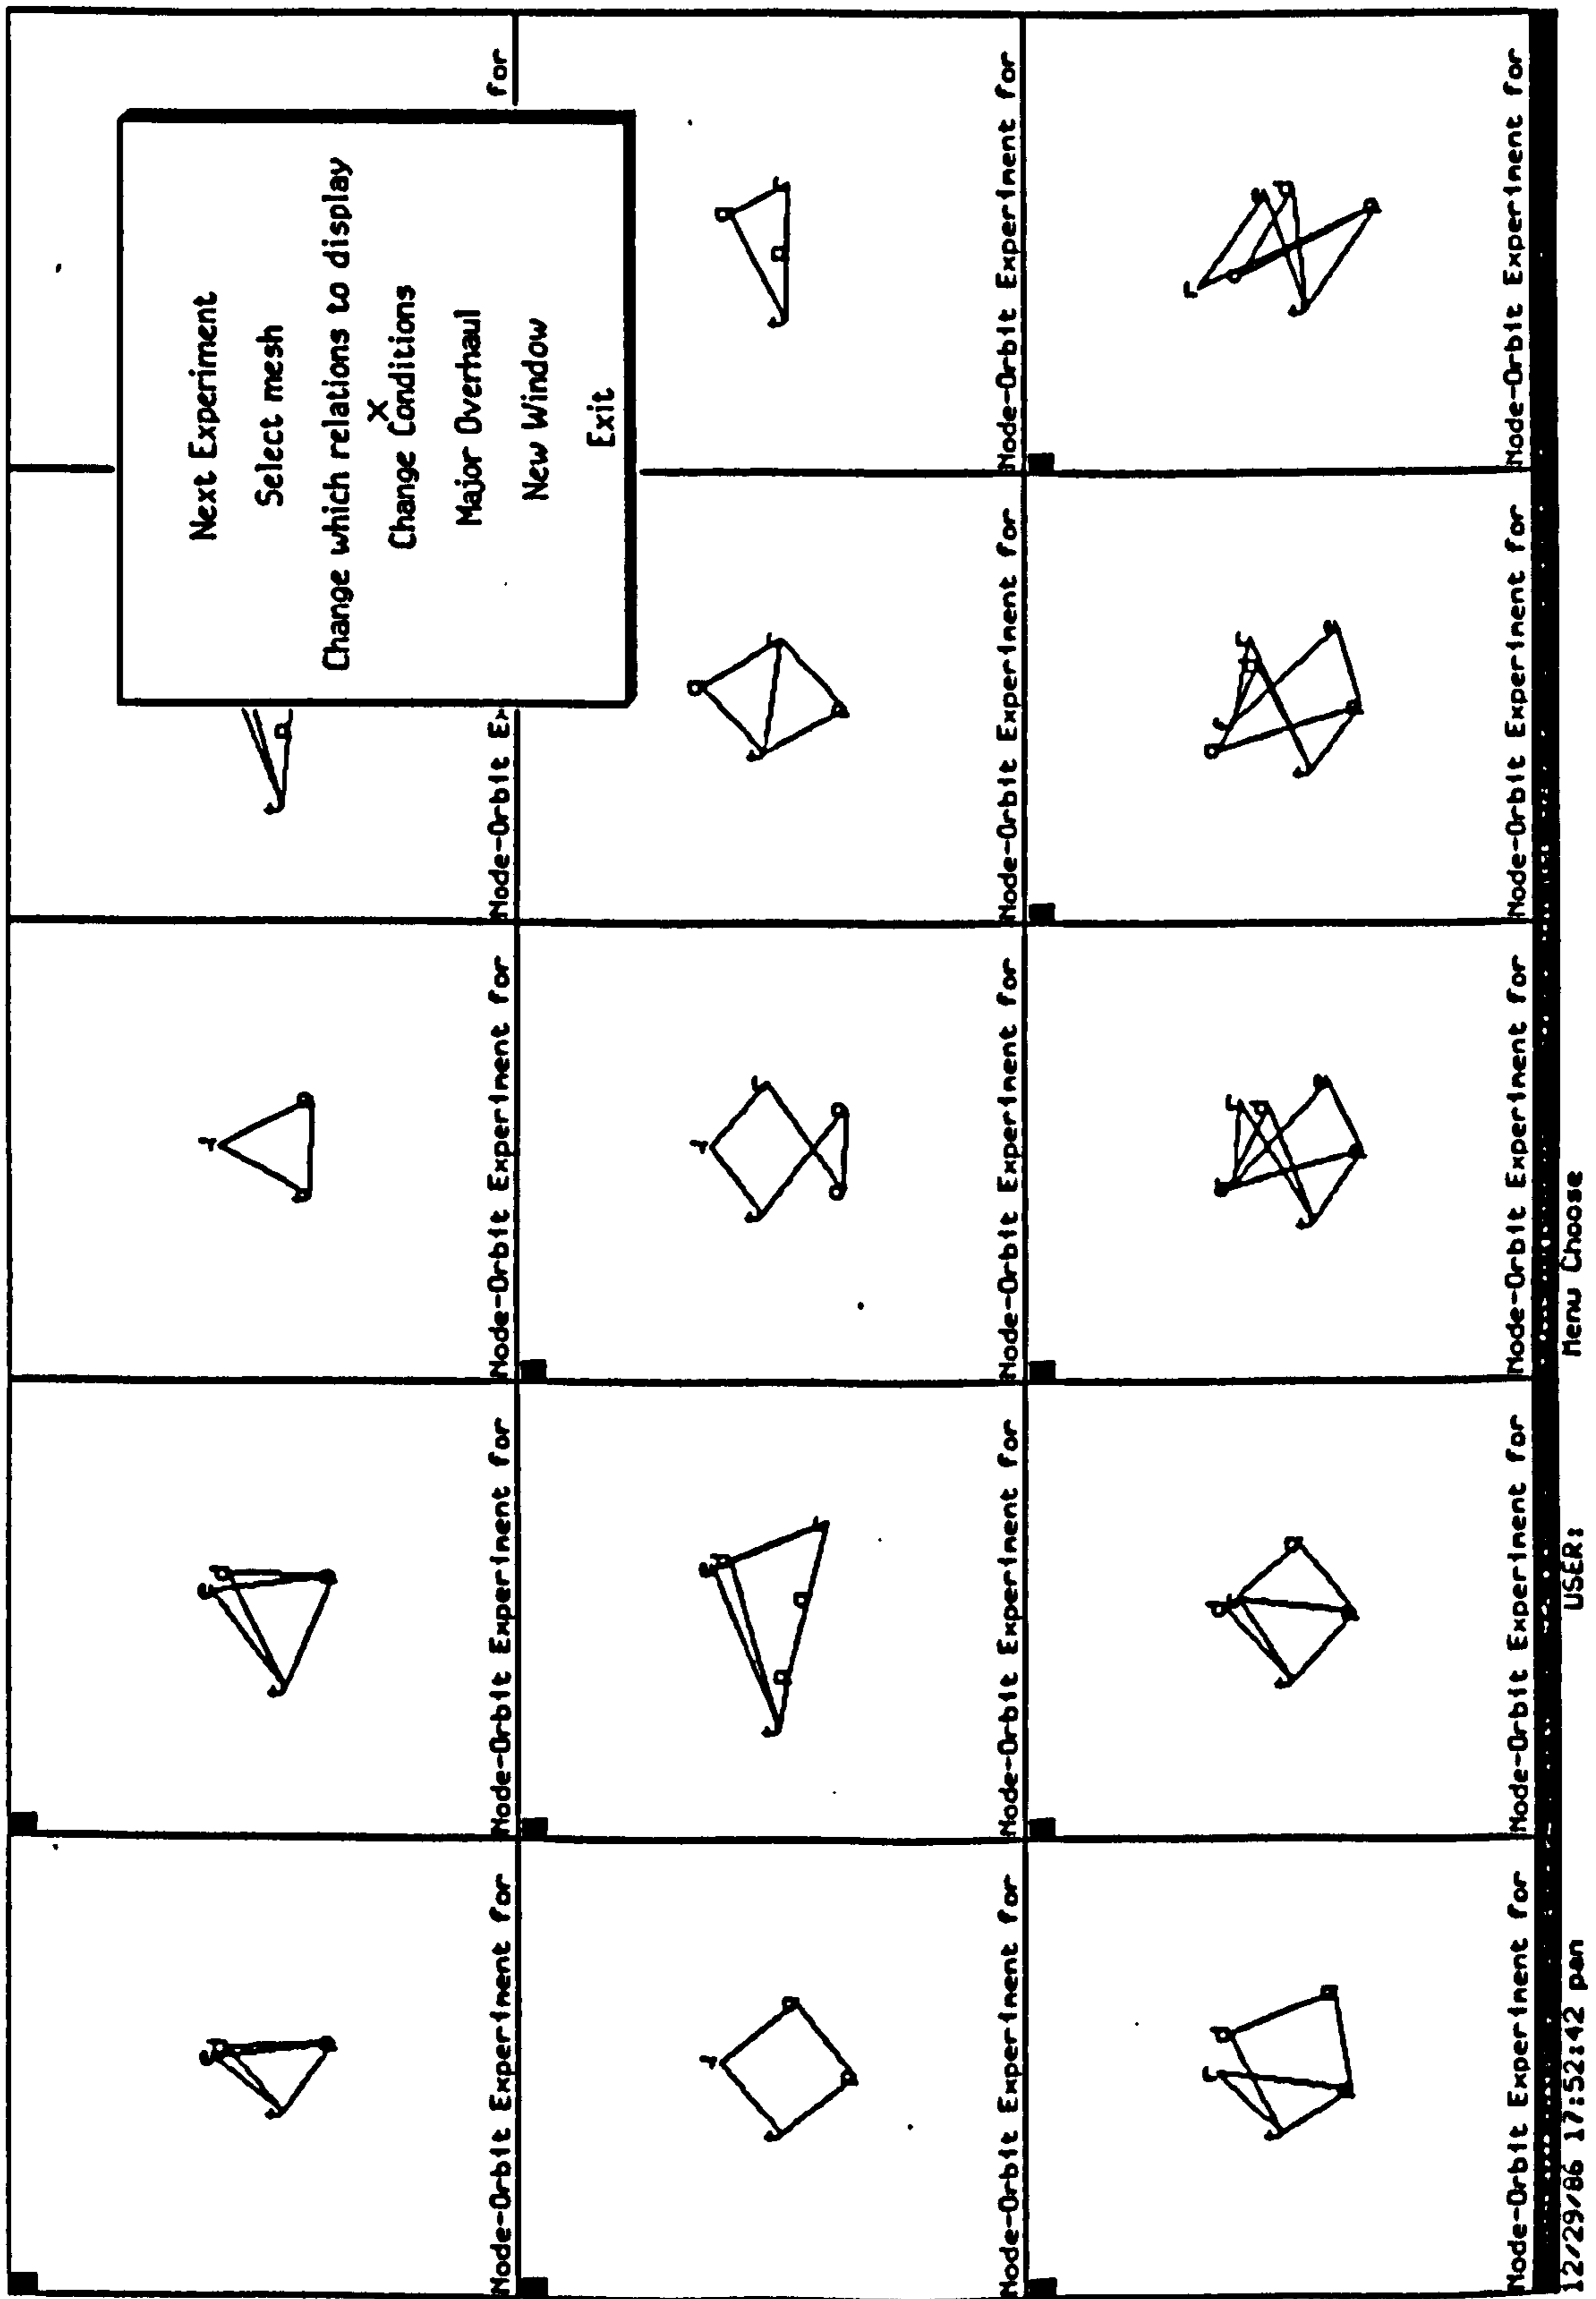 Next Experiment
Select mesh
Change which relations to display
x
Change Conditions
Major Overhaul
New Window
Exit
Node-Orbit Experiment for
Node-Orbit Experiment for
Node-Orbit Experiment for
Node-Orbit Ex
for
Node-Orbit Experiment for
Node-Orbit Experiment for
Node-Orbit Experiment for
Node-Orbit Experiment for
Node-Orbit Experiment for
Node-Orbit Experiment for
Node-Orbit Experiment for
Node-Orbit Experiment for
Node-Orbit Experiment for
Node-Orbit Experiment for
12/29/86 17:52:42 pan USER: Menu Choose